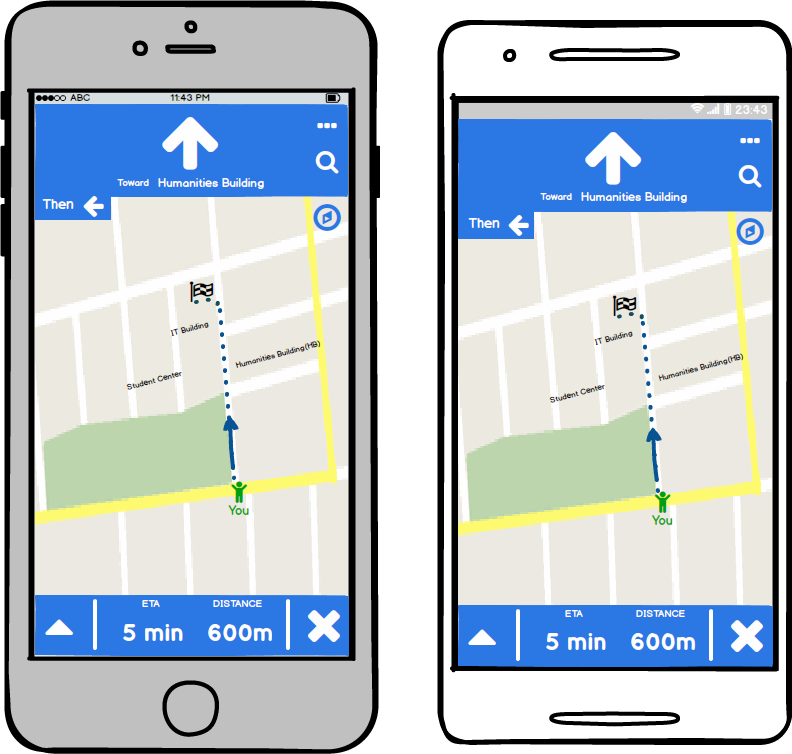 ABC 11:43 PM
Toward Humanities Building
Then
IT Building
Humanities Building(HB)
Student Center
You
ETA DISTANCE
5 min 600m
23:43
Toward Humanities Building
Then
IT Building
Humanities Building(HB)
Student Center
You
ETA DISTANCE
5 min 600m